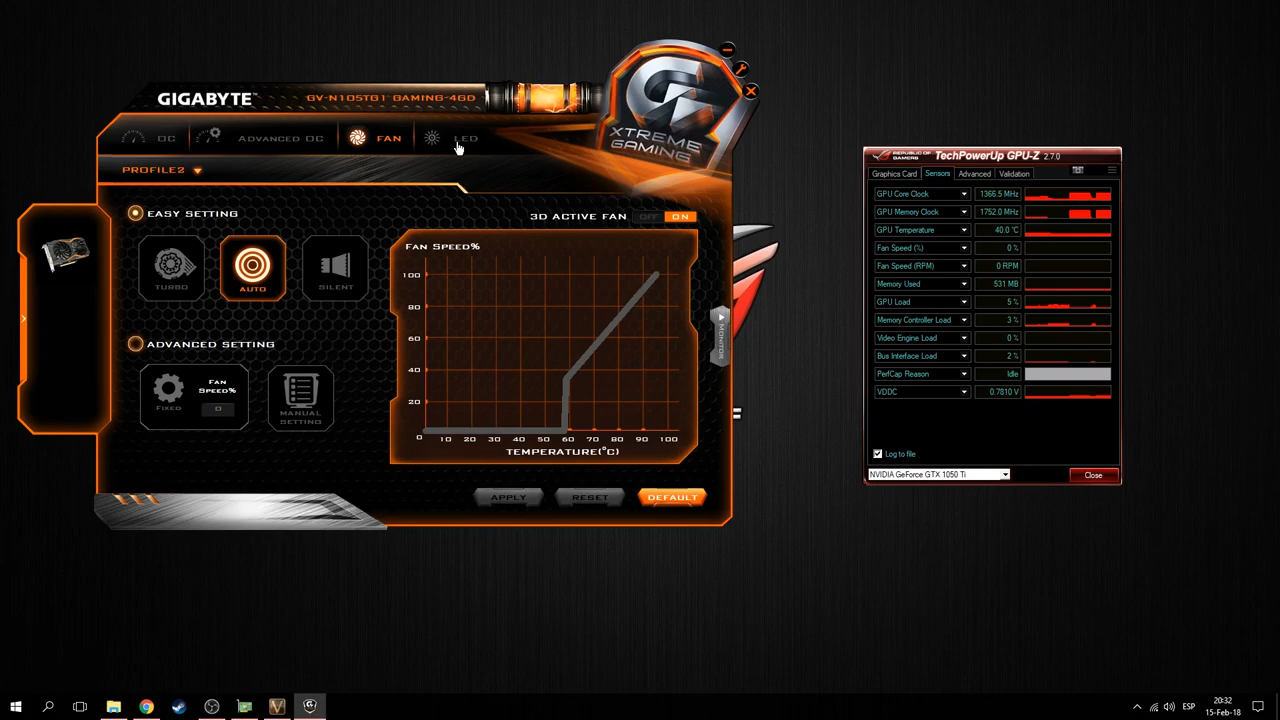 GIGABYTE™
GV-N105TG1 GAMING-4GD
XTREME
GAMING
OC
ADVANCED OC
FAN
LED
PROFILE2
EASY SETTING
TURBO
AUTO
SILENT
ADVANCED SETTING
FAN
SPEED%
FIXED
0
MANUAL
SETTING
3D ACTIVE FAN OFF ON
FAN SPEED%
100
80
60
40
20
0 10 20 30 40 50 60 70 80 90 100
TEMPERATURE(°C)
MONITOR
APPLY
RESET
DEFAULT
REPUBLIC OF
GAMERS
TechPowerUp GPU-Z 2.7.0
Graphics Card Sensors Advanced Validation
GPU Core Clock 1366.5 MHz
GPU Memory Clock 1752.0 MHz
GPU Temperature 40.0 °C
Fan Speed (%) 0 %
Fan Speed (RPM) 0 RPM
Memory Used 531 MB
GPU Load 5 %
Memory Controller Load 3 %
Video Engine Load 0 %
Bus Interface Load 2 %
PerfCap Reason Idle
VDDC 0.7810 V
Log to file
NVIDIA GeForce GTX 1050 Ti
Close
ESP
20:32
15-Feb-18